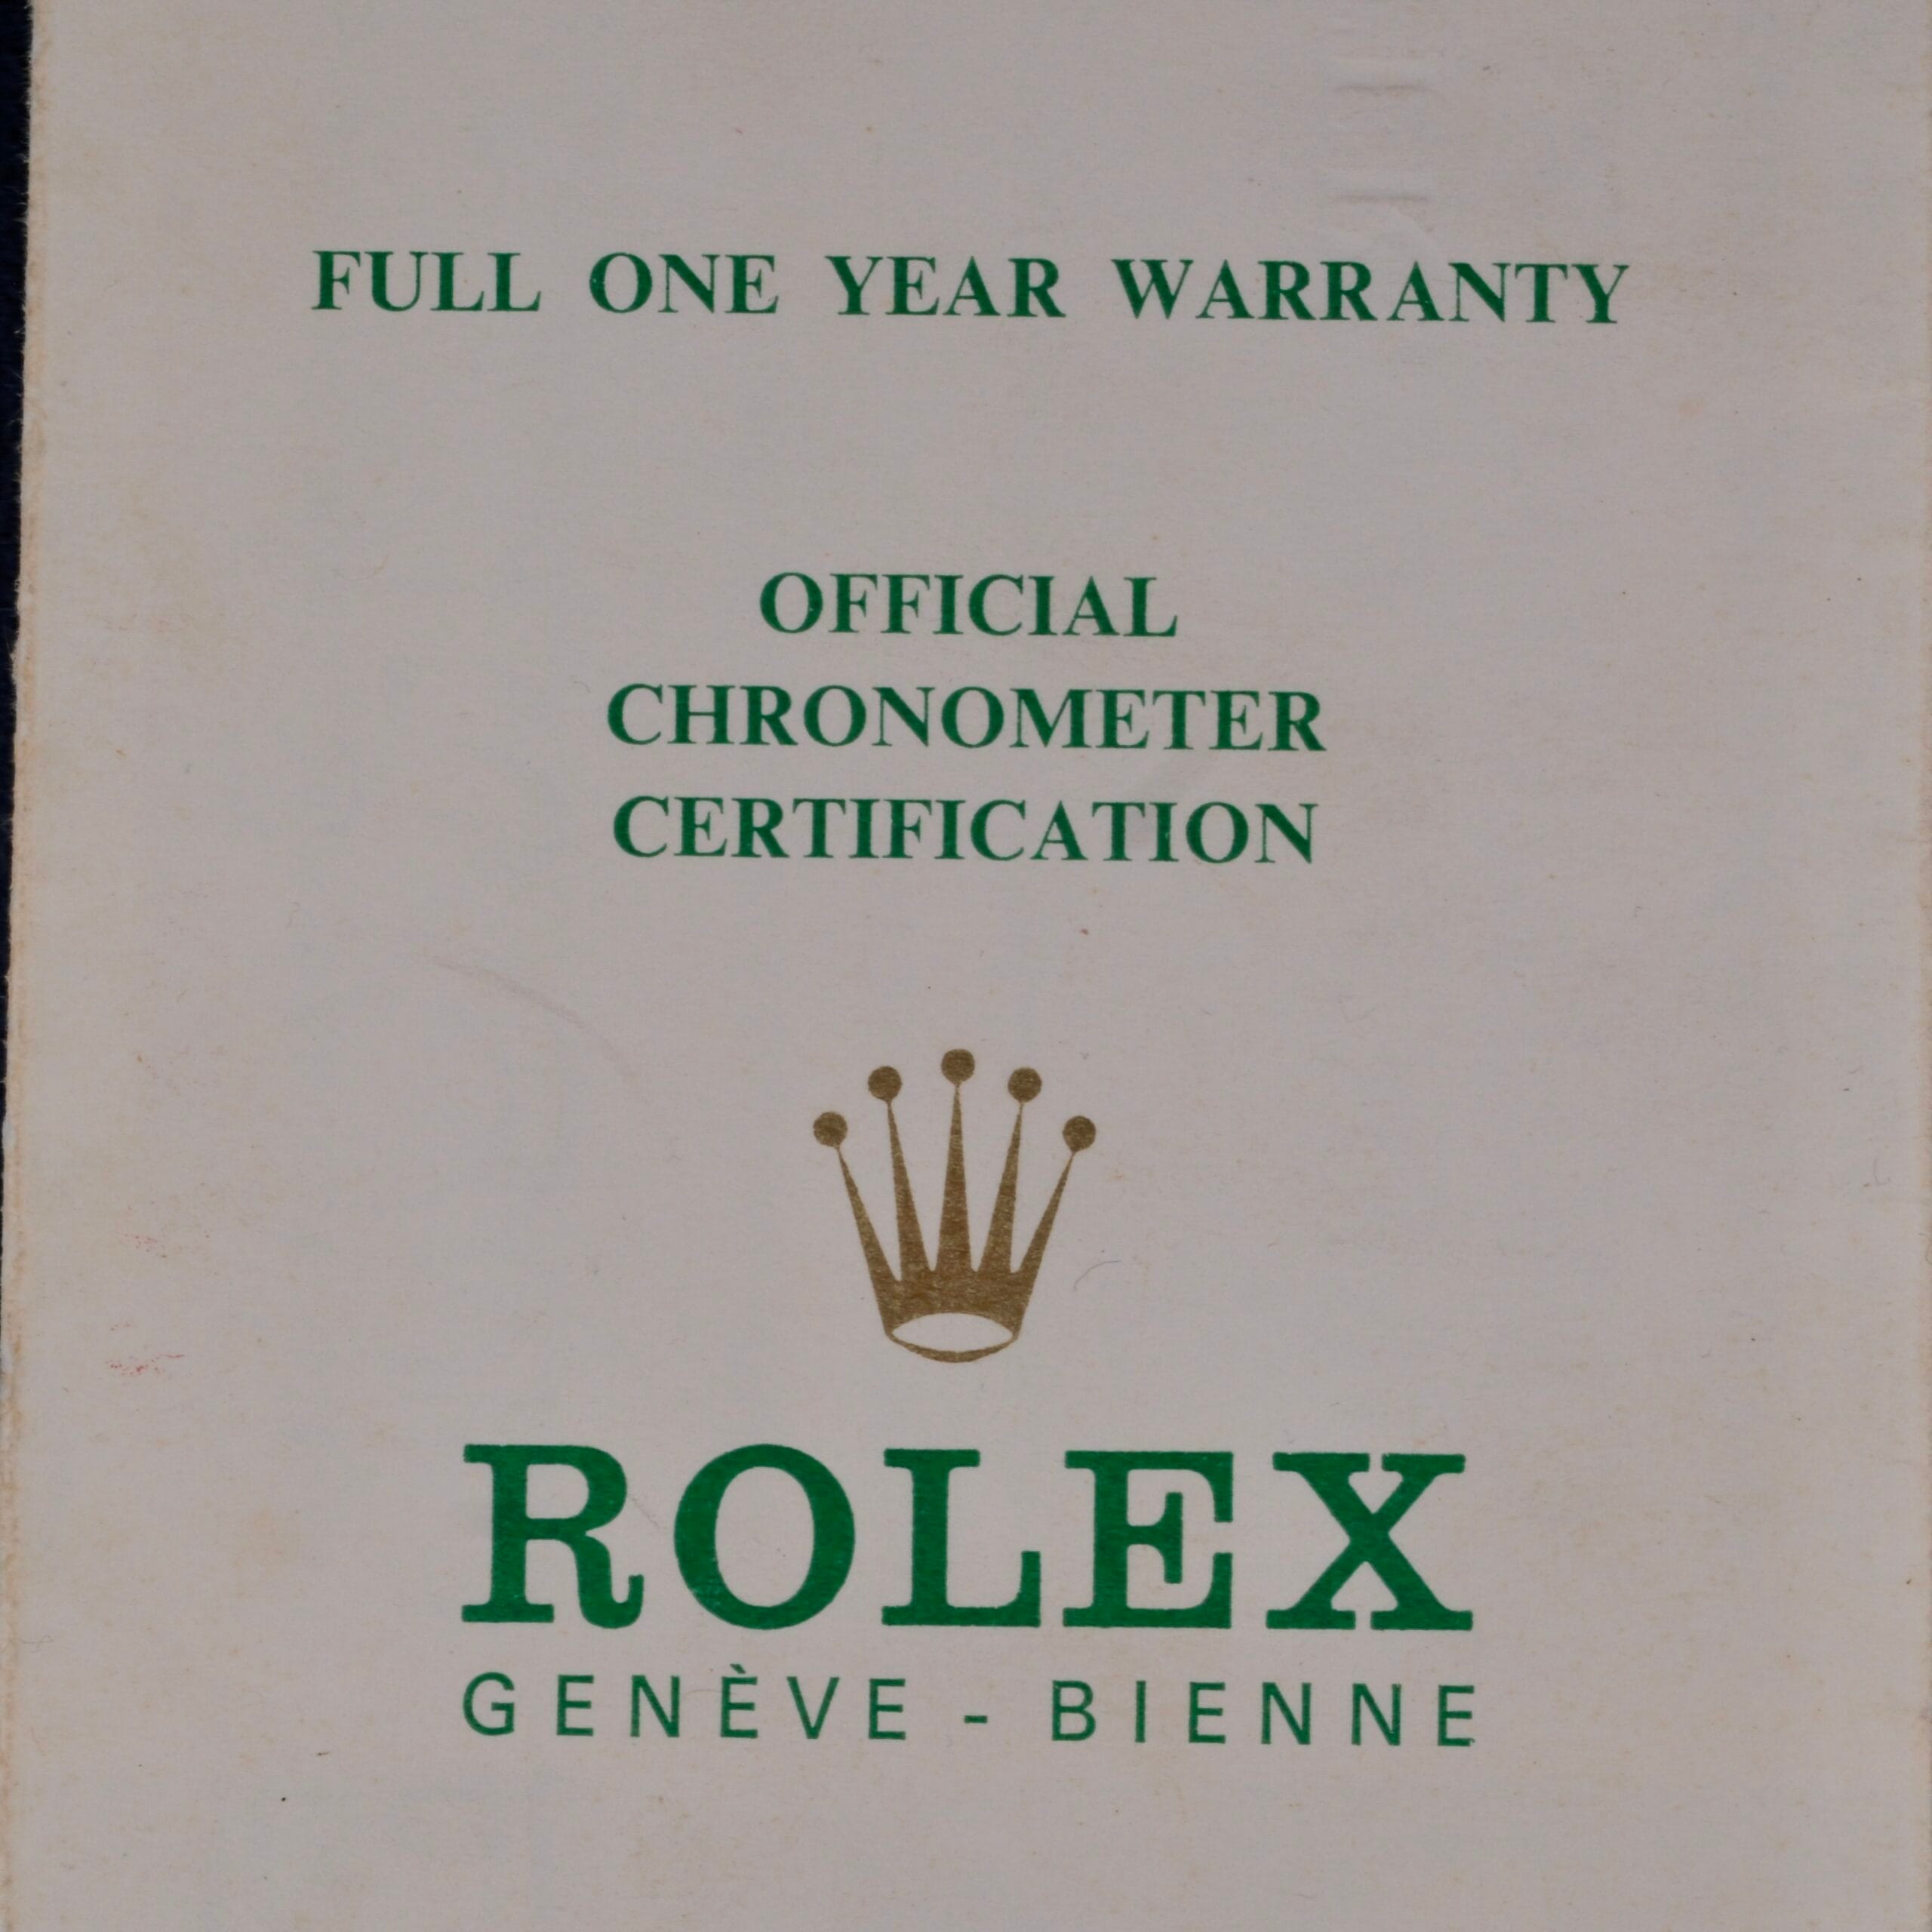 FULL ONE YEAR WARRANTY
OFFICIAL
CHRONOMETER
CERTIFICATION
ROLEX
GENÈVE - BIENNE